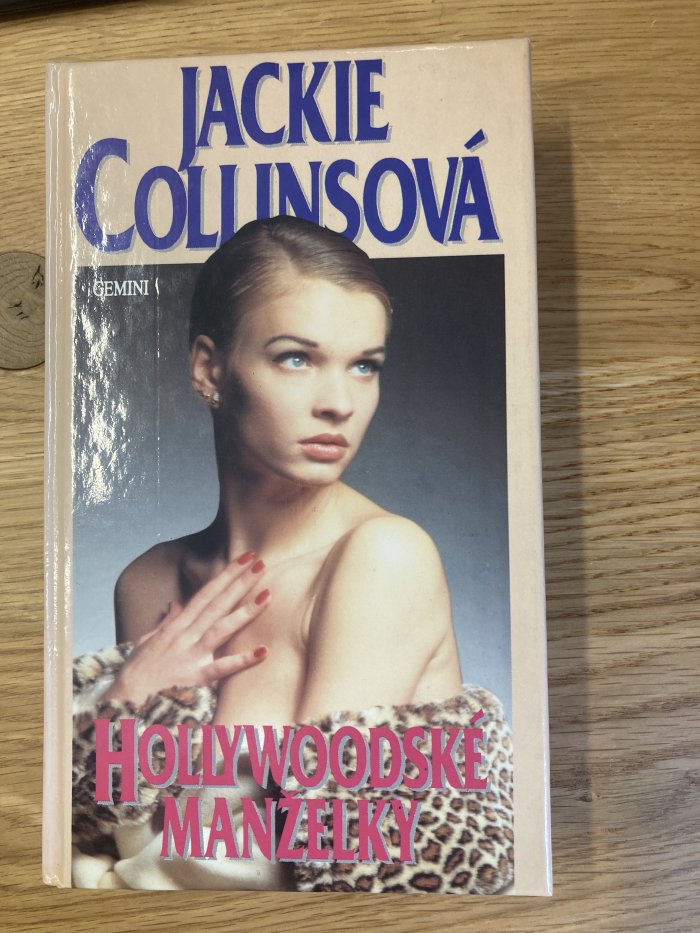 JACKIE
COLLINSOVÁ
GEMINI
HOLLYWOODSKÉ
MANŽELKY